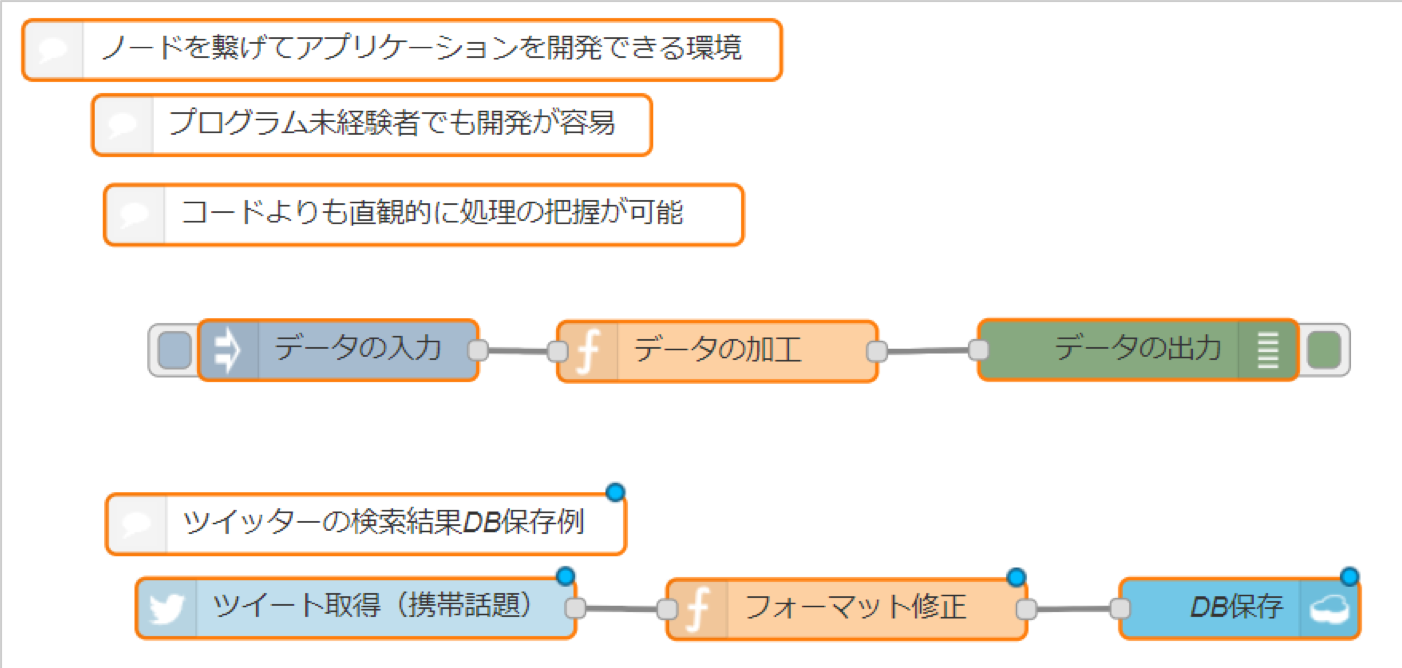 ノードを繋げてアプリケーションを開発できる環境
プログラム未経験者でも開発が容易
コードよりも直観的に処理の把握が可能
データの入力
データの加工
データの出力
ツイッターの検索結果DB保存例
ツイート取得（携帯話題）
フォーマット修正
DB保存